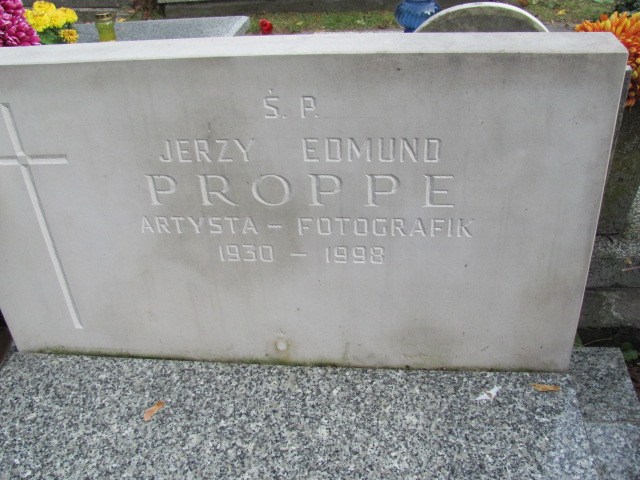 Ś. P.
JERZY EDMUND
PROPPE
ARTYSTA – FOTOGRAFIK
1930 – 1998